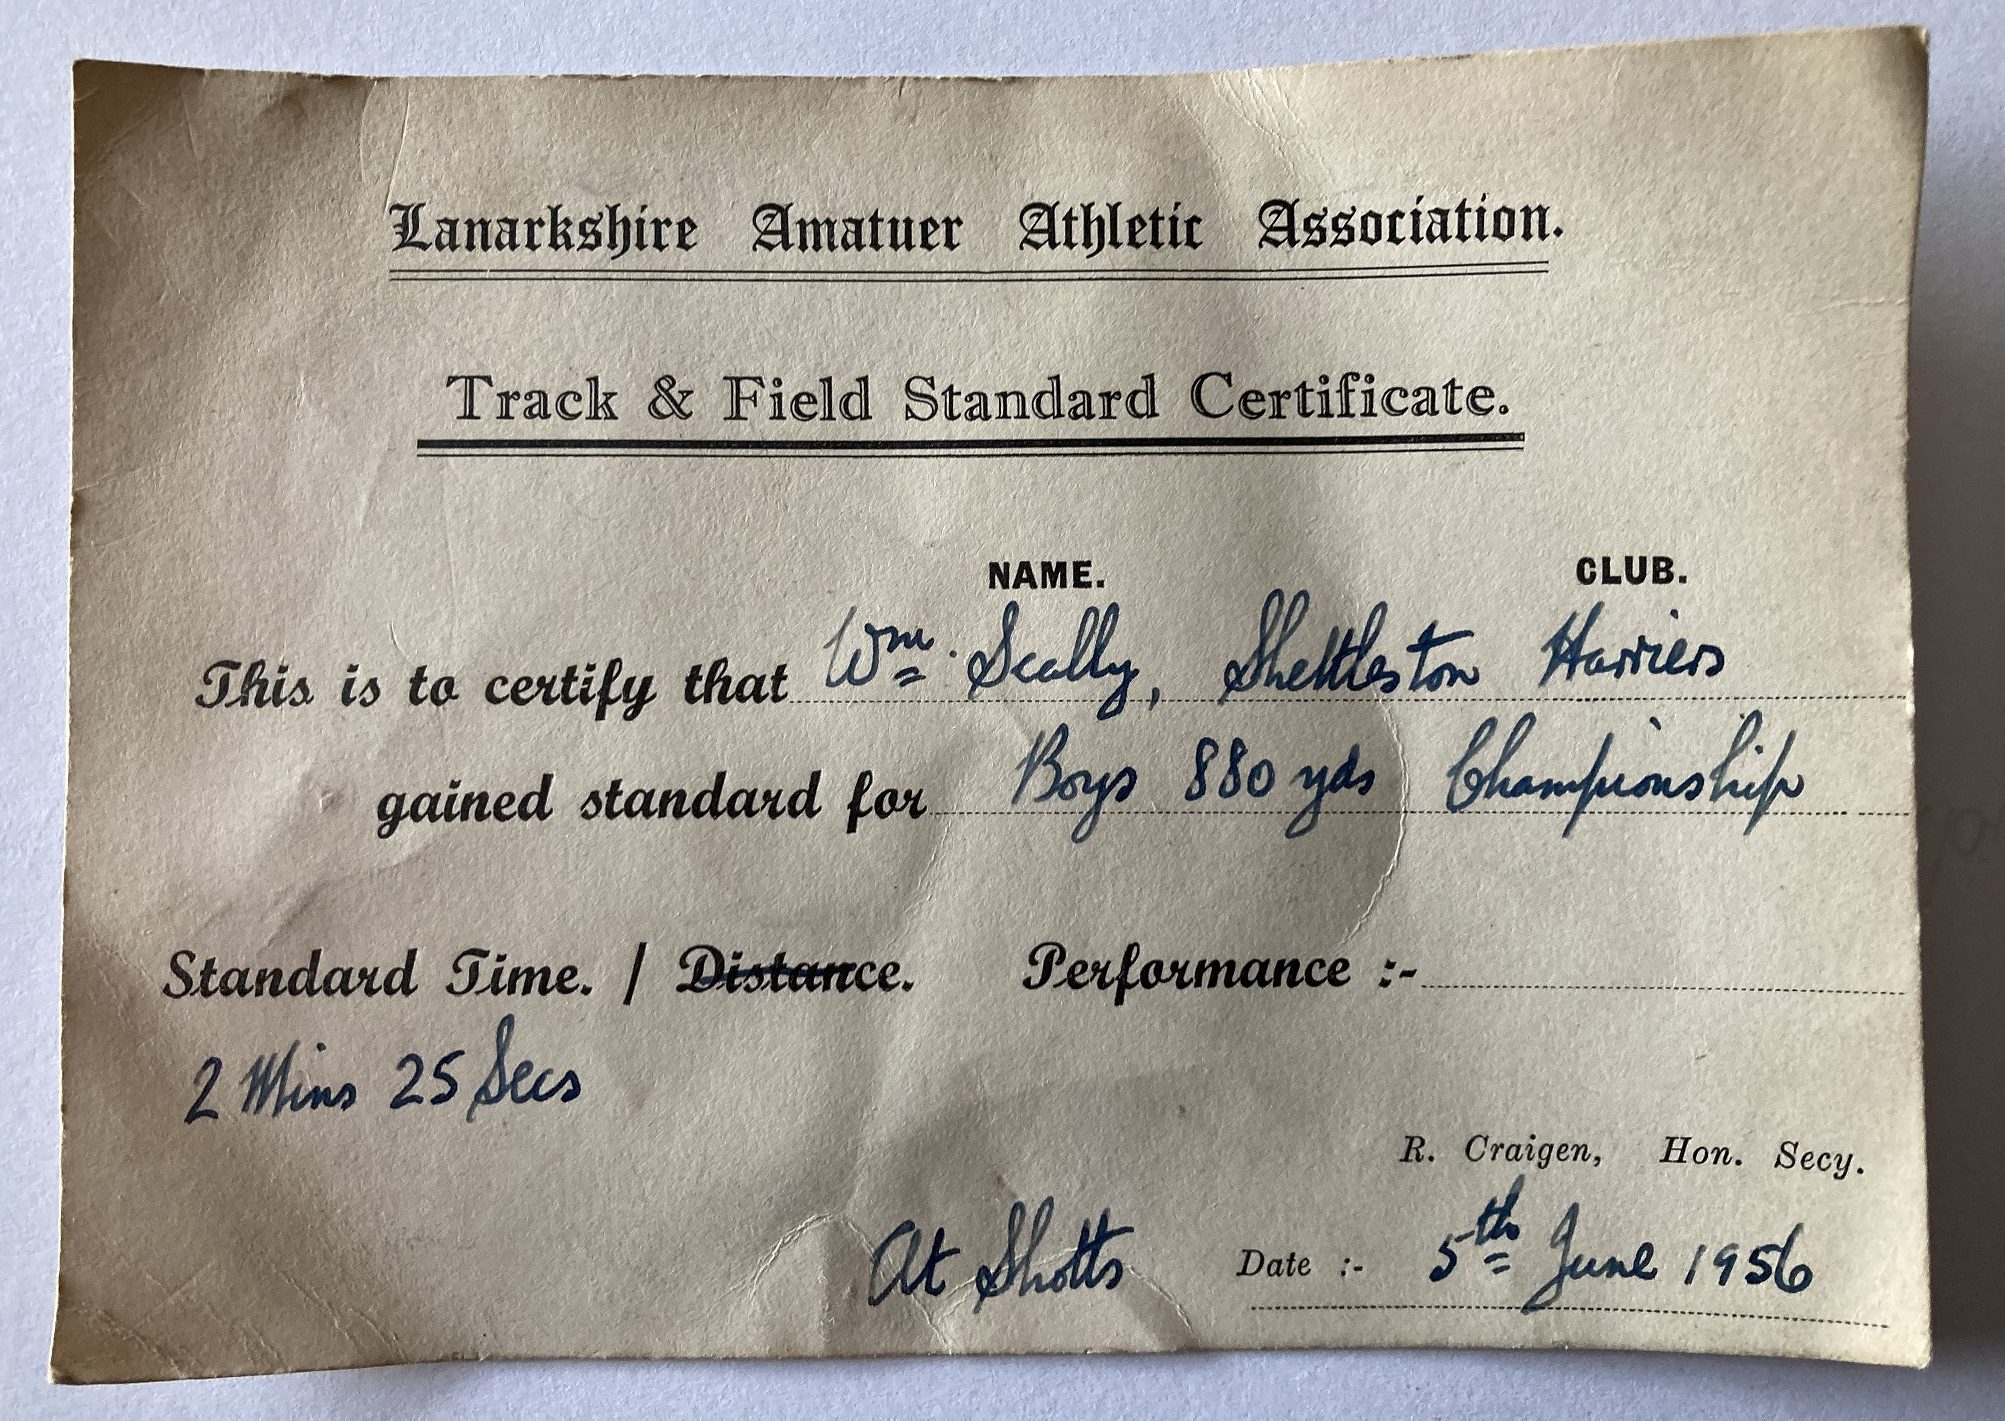 Lanarkshire Amatuer Athletic Association.
Track & Field Standard Certificate.
NAME. CLUB.
This is to certify that Wm. Scally, Shettleston Harriers
gained standard for Boys 880 yds Championship
Standard Time. / Distance. Performance :-
2 Mins 25 Secs
R. Craigen, Hon. Secy.
At Shotts Date :- 5th June 1956